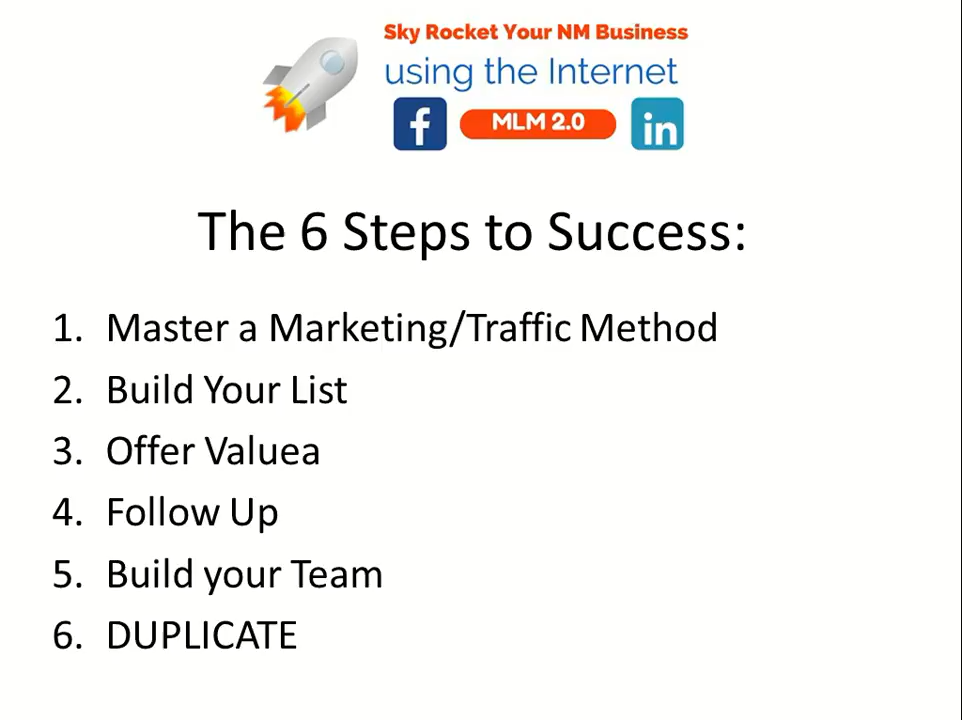 Sky Rocket Your NM Business
using the Internet
f MLM 2.0 in
The 6 Steps to Success:
1. Master a Marketing/Traffic Method
2. Build Your List
3. Offer Valuea
4. Follow Up
5. Build your Team
6. DUPLICATE